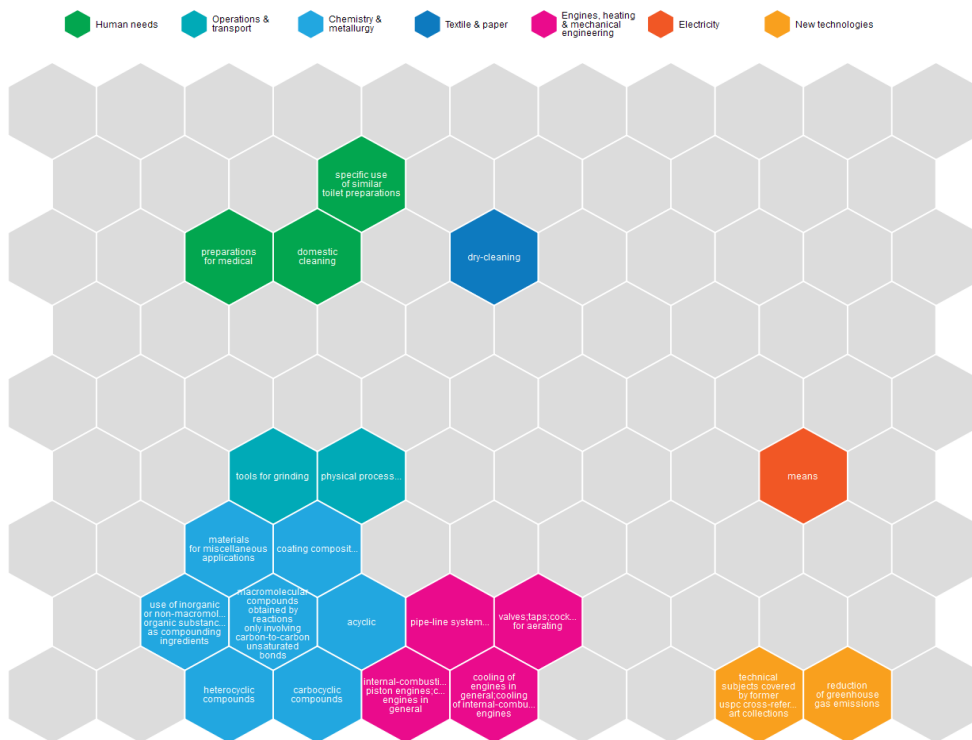 Human needs
Operations &
transport
Chemistry &
metallurgy
Textile & paper
Engines, heating
& mechanical
engineering
Electricity
New technologies
specific use
of similar
toilet preparations
preparations
for medical
domestic
cleaning
dry-cleaning
tools for grinding
physical process...
means
materials
for miscellaneous
applications
coating composit...
use of inorganic
or non-macromol...
organic substanc...
as compounding
ingredients
macromolecular
compounds
obtained by
reactions
only involving
carbon-to-carbon
unsaturated
bonds
acyclic
pipe-line system...
valves;taps;cock...
for aerating
heterocyclic
compounds
carbocyclic
compounds
internal-combusti...
piston engines;c...
engines in
general
cooling of
engines in
general;cooling
of internal-combu...
engines
technical
subjects covered
by former
uspc cross-refer...
art collections
reduction
of greenhouse
gas emissions